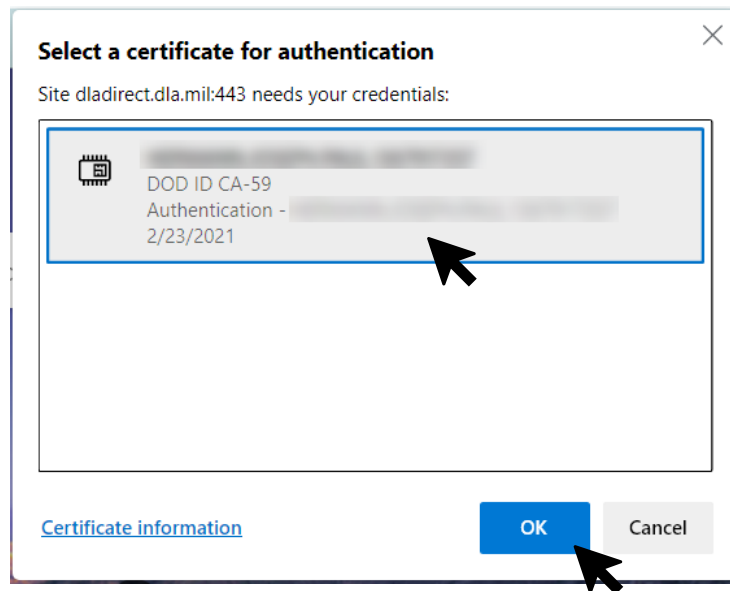 Select a certificate for authentication
Site dladirect.dla.mil:443 needs your credentials:
DOD ID CA-59
Authentication -
2/23/2021
Certificate information
OK
Cancel